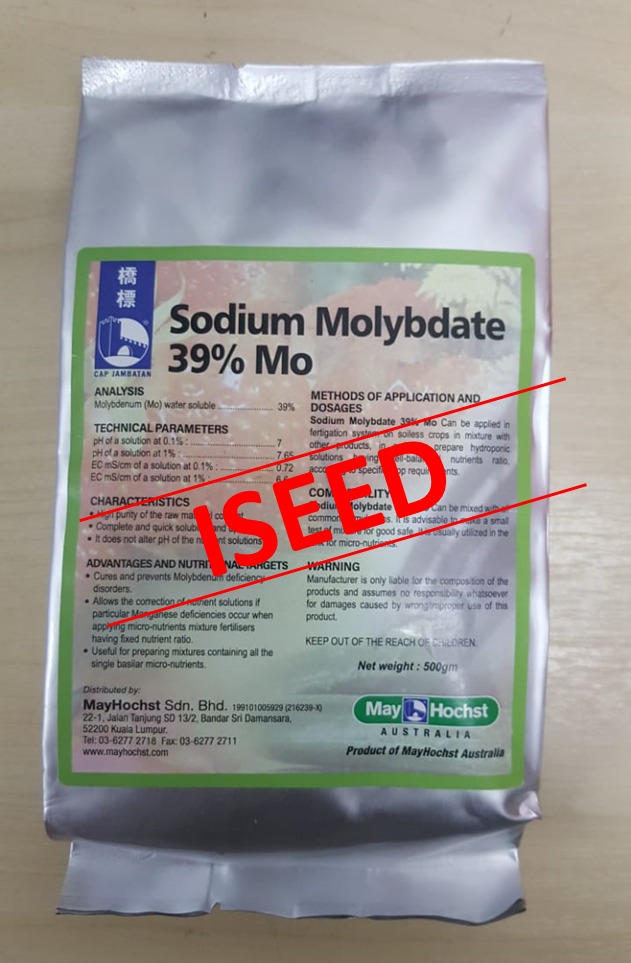 橋
標
CAP JAMBATAN
Sodium Molybdate
39% Mo
ANALYSIS
Molybdenum (Mo) water soluble ........................ 39%
TECHNICAL PARAMETERS
pH of a solution at 0.1% : 7
pH of a solution at 1% : 7.65
EC mS/cm of a solution at 0.1% : 0.72
EC mS/cm of a solution at 1% :
CHARACTERISTICS
• High purity of the raw
• Complete and quick and
• It does not alter pH of the solutions
ADVANTAGES AND
• Cures and prevents Molybdenum deficiency
disorders.
• Allows the correction of nutrient solutions if
particular Manganese deficiencies occur when
applying micro-nutrients mixture fertilisers
having fixed nutrient ratio.
• Useful for preparing mixtures containing all the
single basilar micro-nutrients.
METHODS OF APPLICATION AND
DOSAGES
Sodium Molybdate 39% Mo Can be applied in
fertigation system on soiless crops in mixture with
other products, in prepare hydroponic
solutions nutrients ratio,
Molybdate Can be mixed with
common It is advisable to make a small
test of for good safe. It is usually utilized in the
for micro-nutrients.
WARNING
Manufacturer is only liable for the composition of the
products and assumes no responsibility whatsoever
for damages caused by wrong/improper use of this
product.
KEEP OUT OF THE REACH OF CHILDREN.
Net weight : 500gm
Distributed by:
MayHochst Sdn. Bhd. 199101005929 (216239-X)
22-1, Jalan Tanjung SD 13/2, Bandar Sri Damansara,
52200 Kuala Lumpur.
Tel: 03-6277 2718 Fax: 03-6277 2711
www.mayhochst.com
May Hochst
AUSTRALIA
Product of MayHochst Australia
ISEED